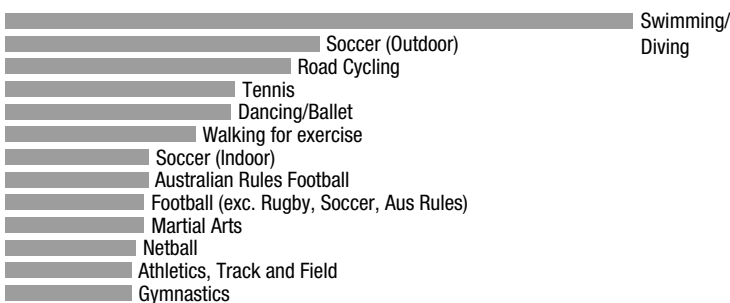 Swimming/
Diving
Soccer (Outdoor)
Road Cycling
Tennis
Dancing/Ballet
Walking for exercise
Soccer (Indoor)
Australian Rules Football
Football (exc. Rugby, Soccer, Aus Rules)
Martial Arts
Netball
Athletics, Track and Field
Gymnastics